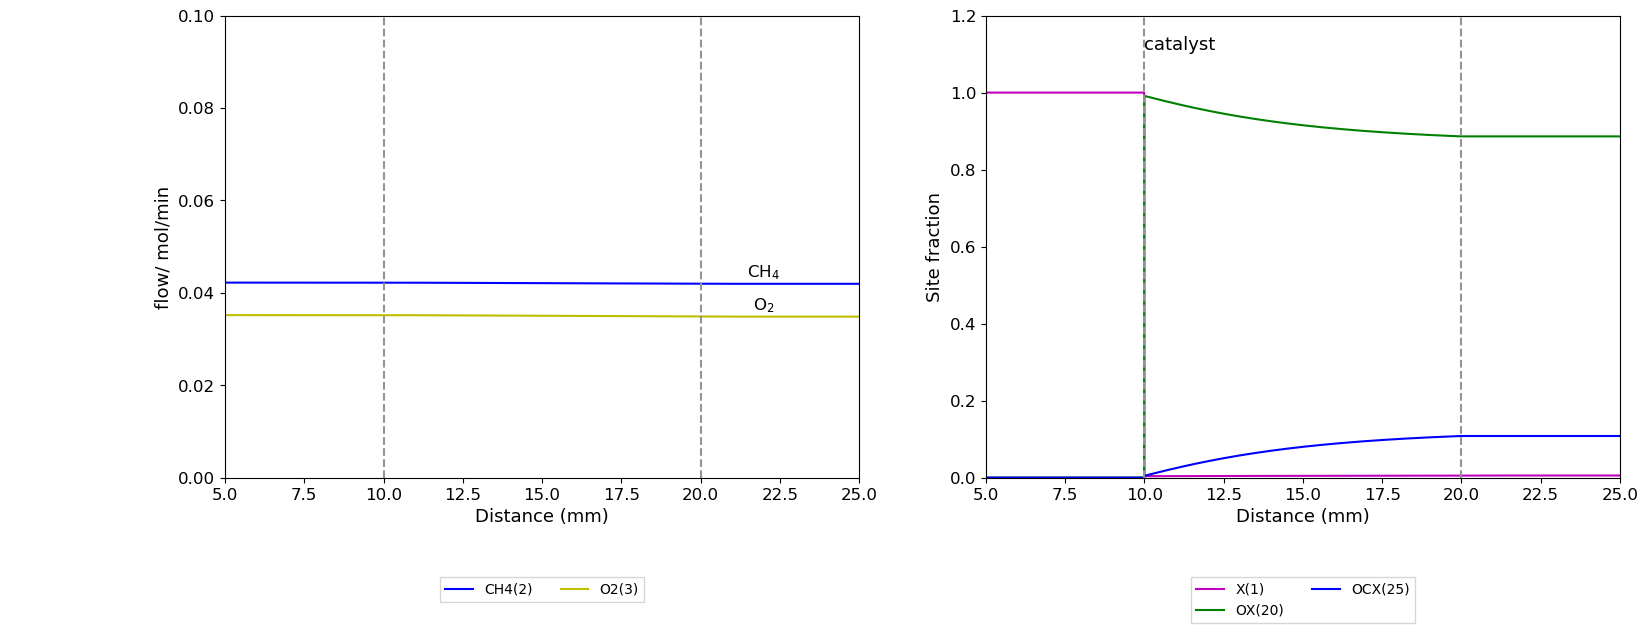 0.10
0.08
0.06
0.04
0.02
0.00
flow/ mol/min
CH₄
O₂
5.0 7.5 10.0 12.5 15.0 17.5 20.0 22.5 25.0
Distance (mm)
CH4(2) O2(3)
1.2
1.0
0.8
0.6
0.4
0.2
0.0
Site fraction
catalyst
5.0 7.5 10.0 12.5 15.0 17.5 20.0 22.5 25.0
Distance (mm)
X(1) OCX(25)
OX(20)